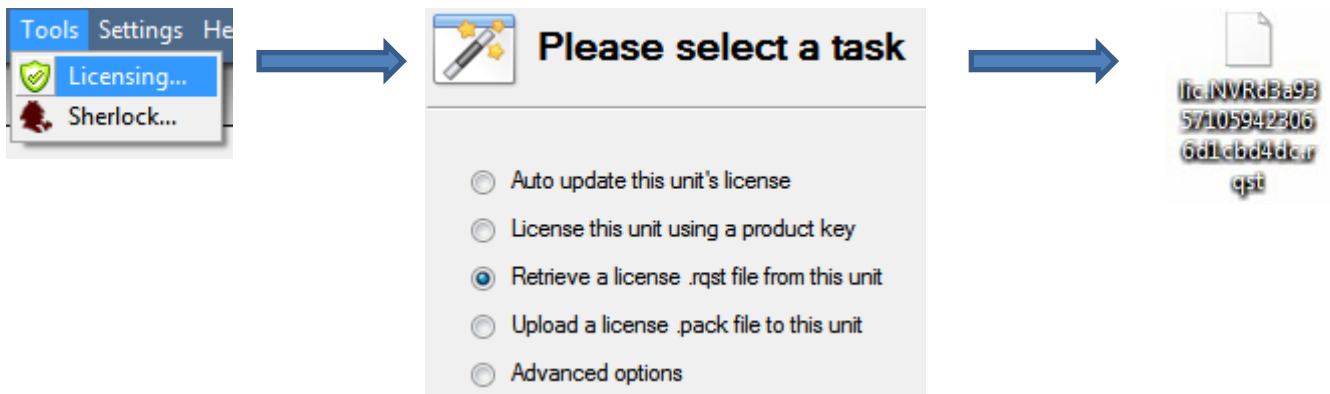 Tools Settings He
Licensing...
Sherlock...
Please select a task
Auto update this unit's license
License this unit using a product key
Retrieve a license .rqst file from this unit
Upload a license .pack file to this unit
Advanced options
lic.NVRd3a93
57105942306
6d1cbd4dc.r
qst